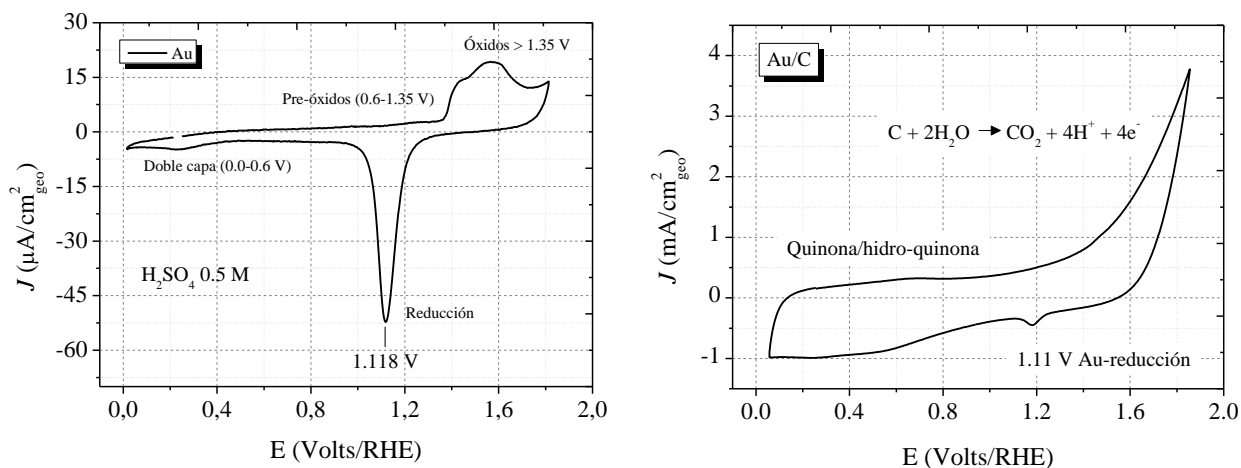 Au
Óxidos > 1.35 V
Pre-óxidos (0.6-1.35 V)
Doble capa (0.0-0.6 V)
H₂SO₄ 0.5 M
Reducción
1.118 V
J (µA/cm²geo)
30
15
0
-15
-30
-45
-60
0,0 0,4 0,8 1,2 1,6 2,0
E (Volts/RHE)
Au/C
C + 2H₂O → CO₂ + 4H⁺ + 4e⁻
Quinona/hidro-quinona
1.11 V Au-reducción
J (mA/cm²geo)
4
3
2
1
0
-1
0.0 0.4 0.8 1.2 1.6 2.0
E (Volts/RHE)